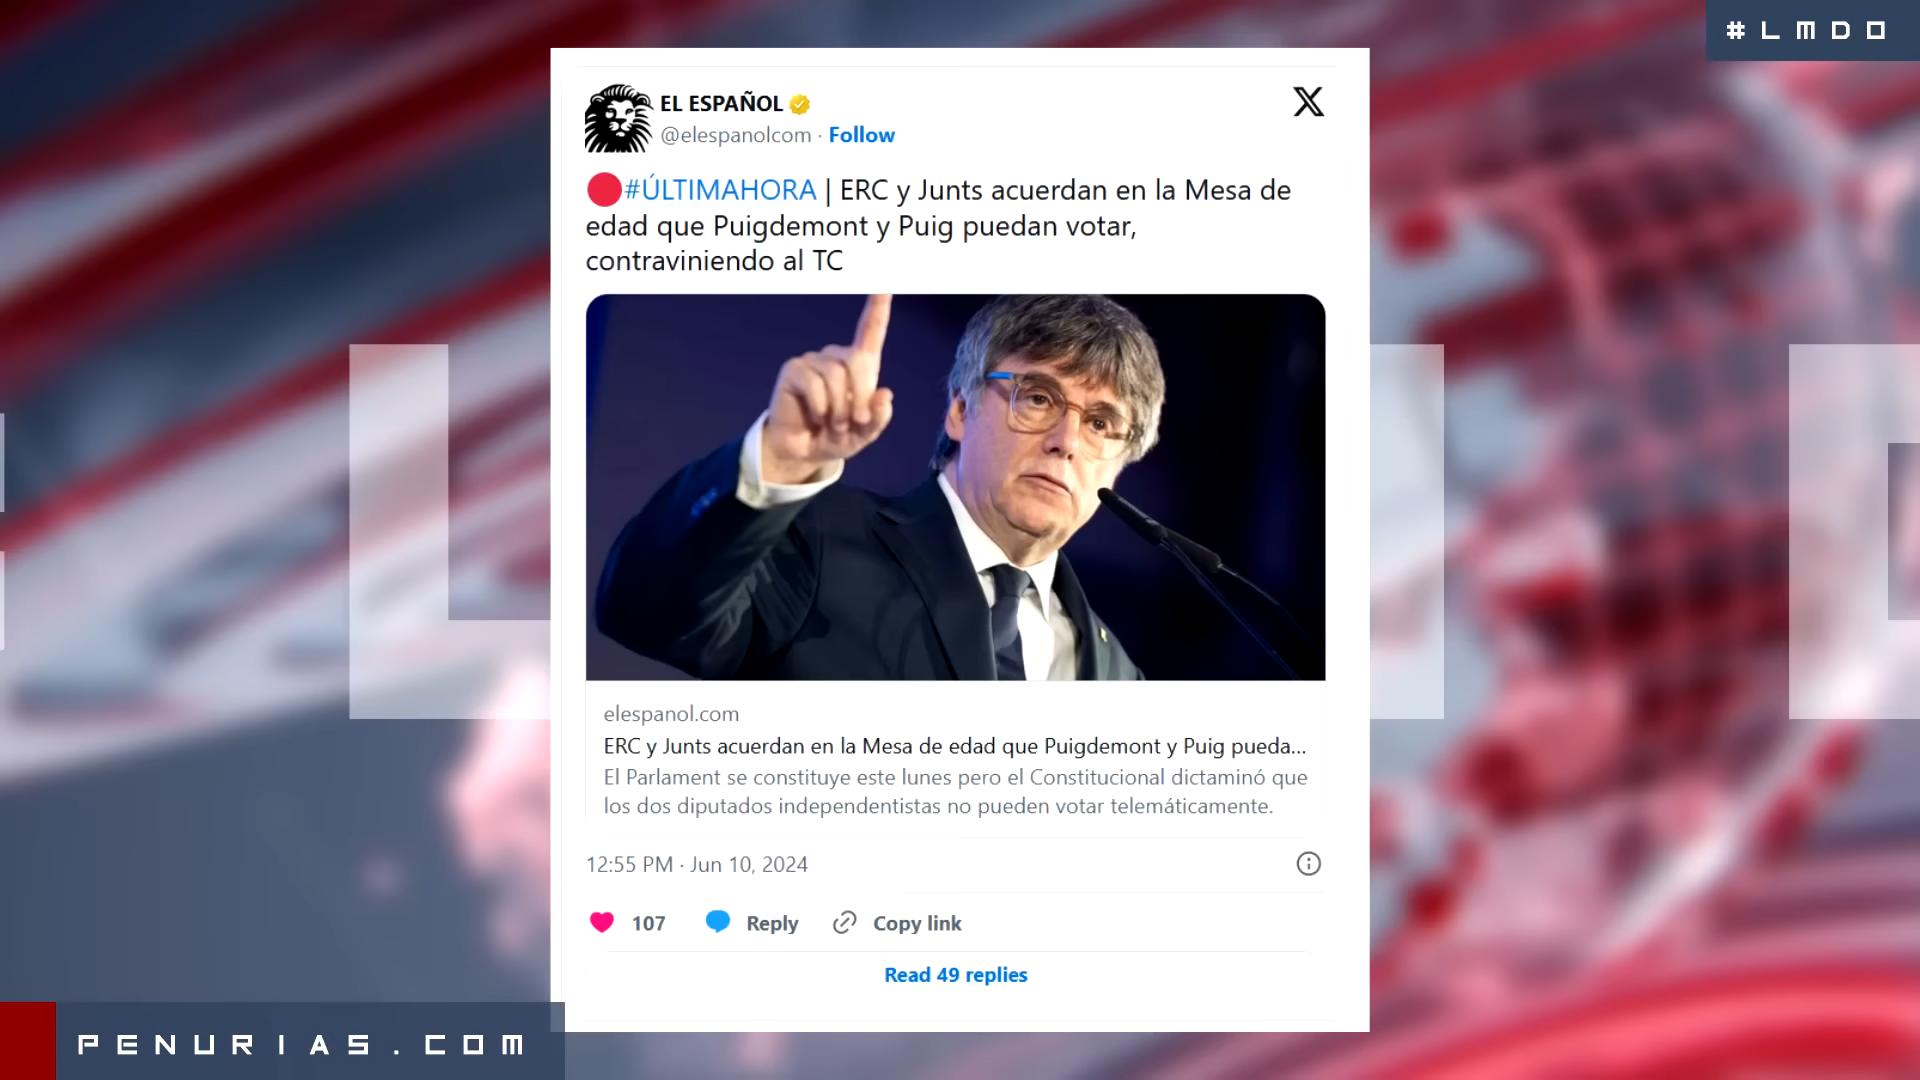 #LMDO
EL ESPAÑOL
@elespanolcom · Follow
#ÚLTIMAHORA | ERC y Junts acuerdan en la Mesa de
edad que Puigdemont y Puig puedan votar,
contraviniendo al TC
elespanol.com
ERC y Junts acuerdan en la Mesa de edad que Puigdemont y Puig pueda...
El Parlament se constituye este lunes pero el Constitucional dictaminó que
los dos diputados independentistas no pueden votar telemáticamente.
12:55 PM · Jun 10, 2024
107 Reply Copy link
Read 49 replies
PENURIAS.COM